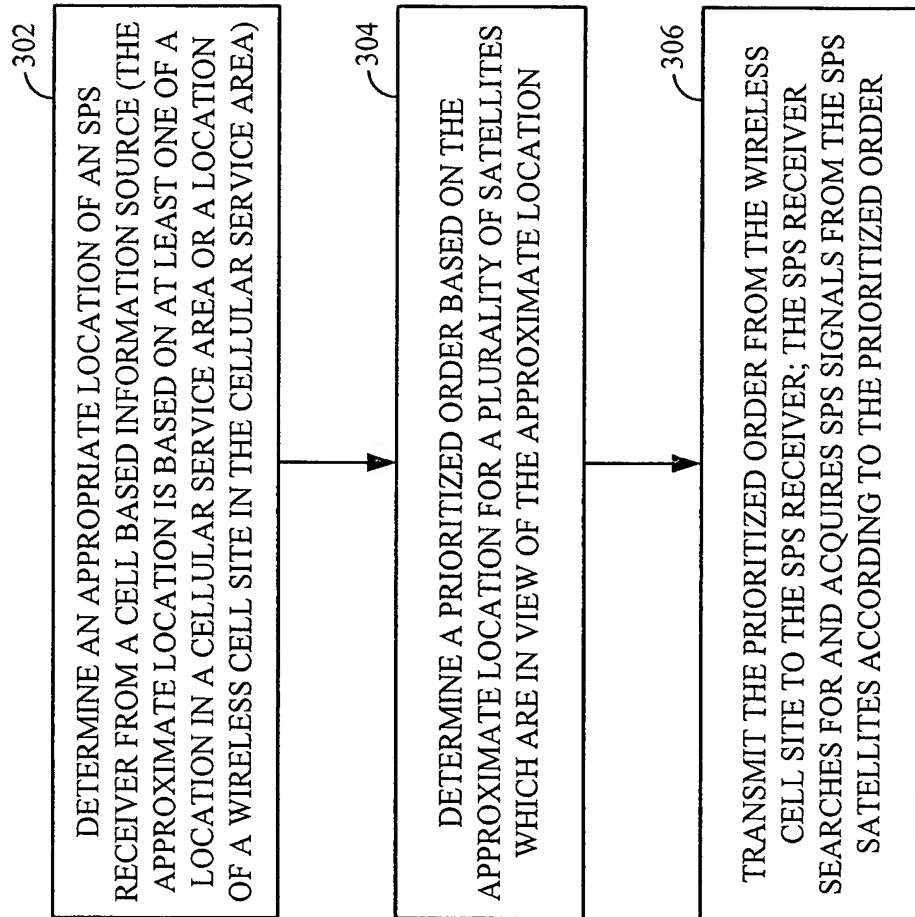 302
DETERMINE AN APPROPRIATE LOCATION OF AN SPS
RECEIVER FROM A CELL BASED INFORMATION SOURCE (THE
APPROXIMATE LOCATION IS BASED ON AT LEAST ONE OF A
LOCATION IN A CELLULAR SERVICE AREA OR A LOCATION
OF A WIRELESS CELL SITE IN THE CELLULAR SERVICE AREA)
304
DETERMINE A PRIORITIZED ORDER BASED ON THE
APPROXIMATE LOCATION FOR A PLURALITY OF SATELLITES
WHICH ARE IN VIEW OF THE APPROXIMATE LOCATION
306
TRANSMIT THE PRIORITIZED ORDER FROM THE WIRELESS
CELL SITE TO THE SPS RECEIVER; THE SPS RECEIVER
SEARCHES FOR AND ACQUIRES SPS SIGNALS FROM THE SPS
SATELLITES ACCORDING TO THE PRIORITIZED ORDER